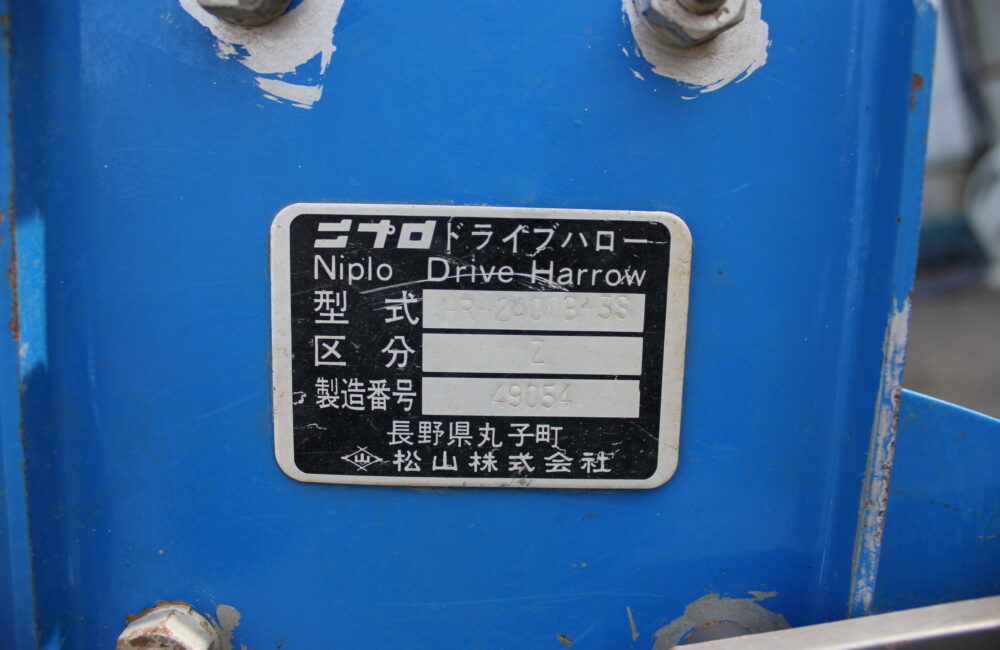 ニプロ ドライブハロー
Niplo Drive Harrow
型式 HR-2401B-3S
区分 Z
製造番号 49054
長野県丸子町
松山株式会社